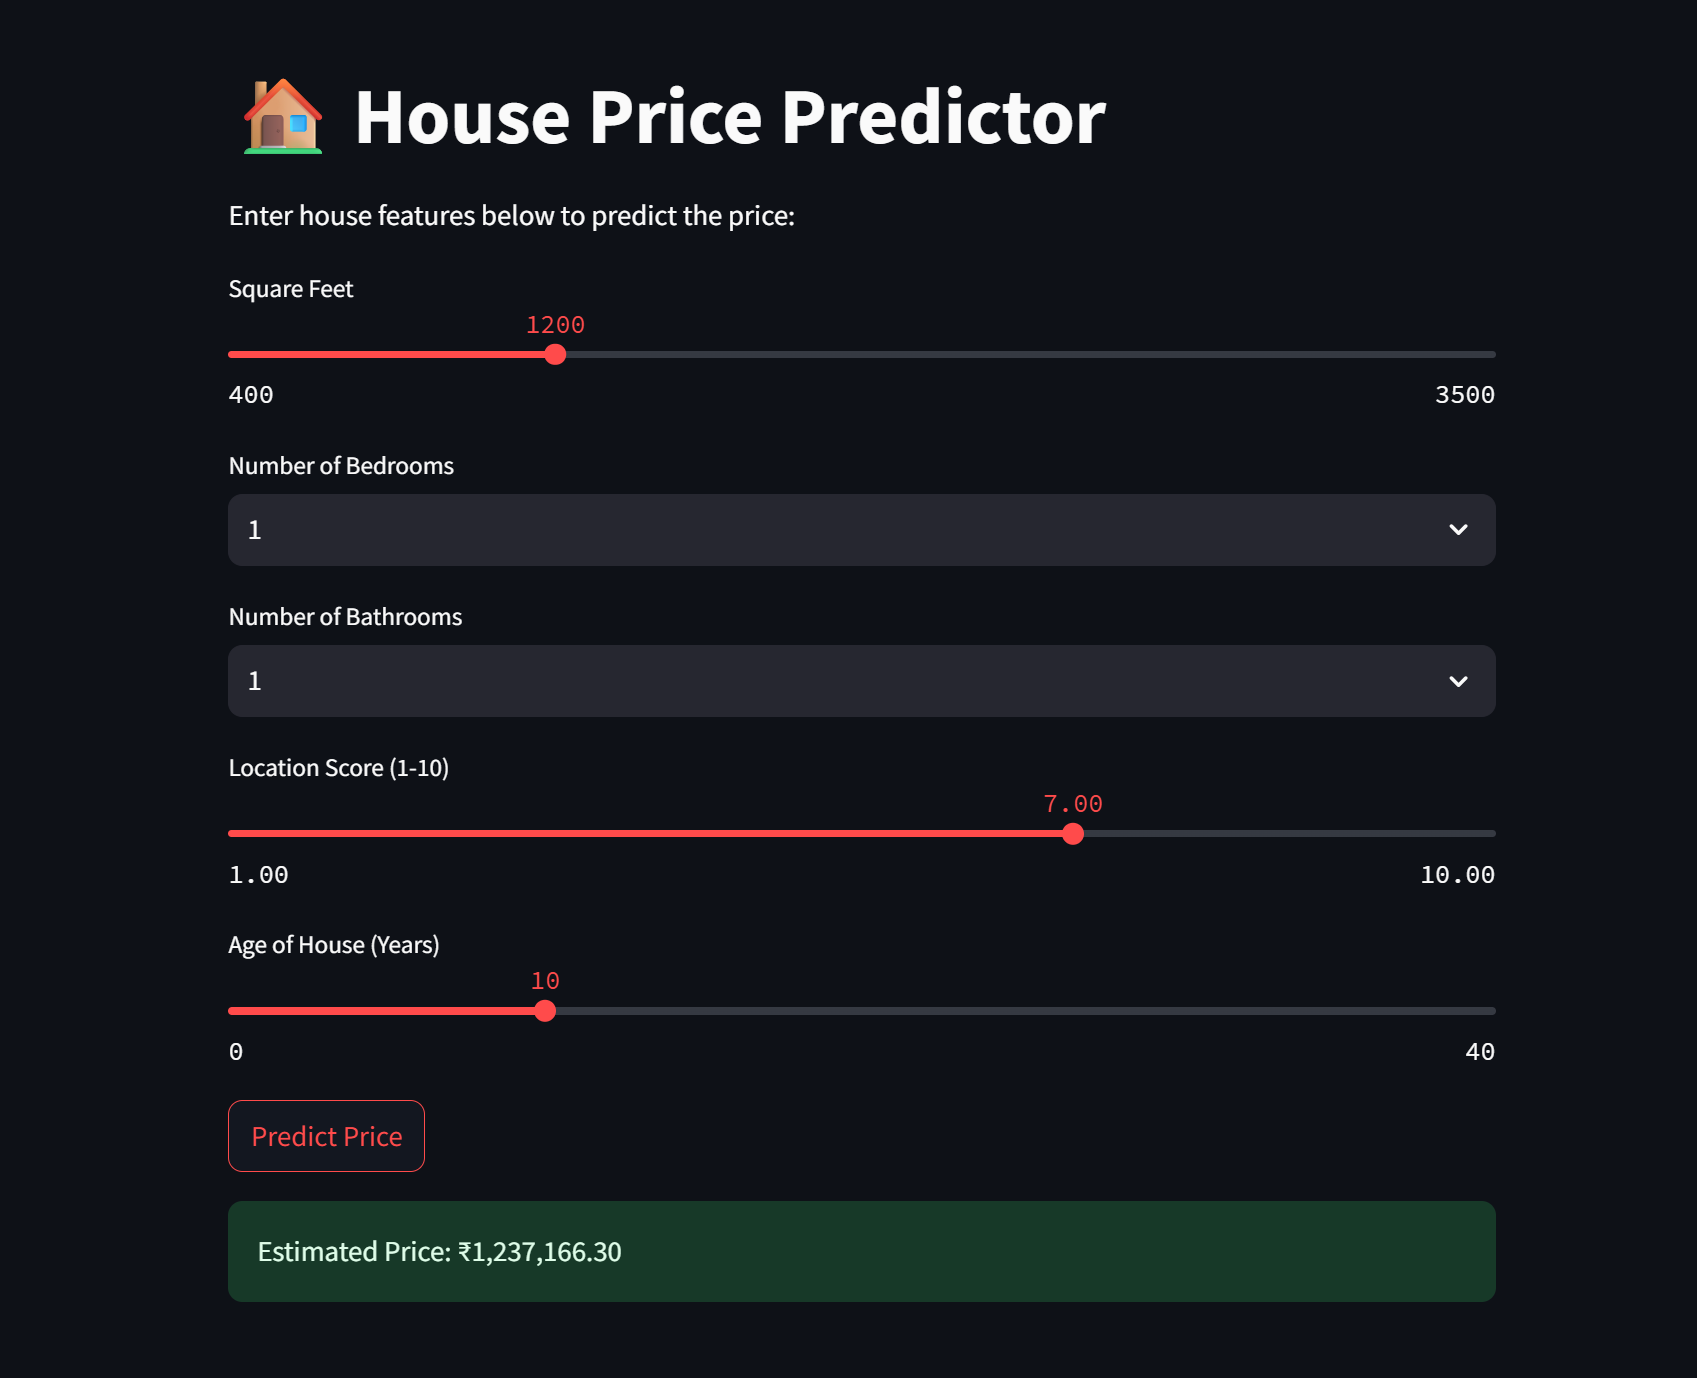 House Price Predictor
Enter house features below to predict the price:
Square Feet
1200
400 3500
Number of Bedrooms
1
Number of Bathrooms
1
Location Score (1-10)
7.00
1.00 10.00
Age of House (Years)
10
0 40
Predict Price
Estimated Price: ₹1,237,166.30